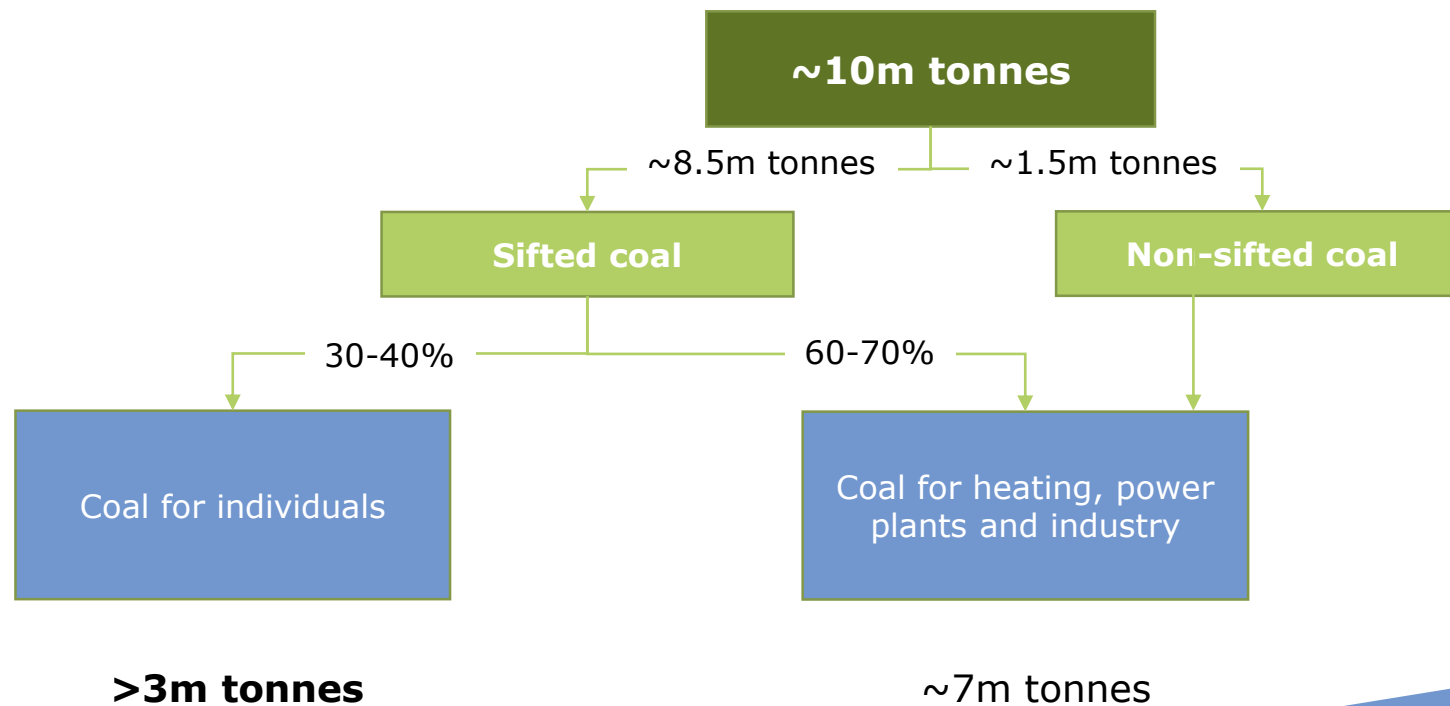 ~10m tonnes
~8.5m tonnes
~1.5m tonnes
Sifted coal
Non-sifted coal
30-40%
60-70%
Coal for individuals
Coal for heating, power
plants and industry
>3m tonnes
~7m tonnes